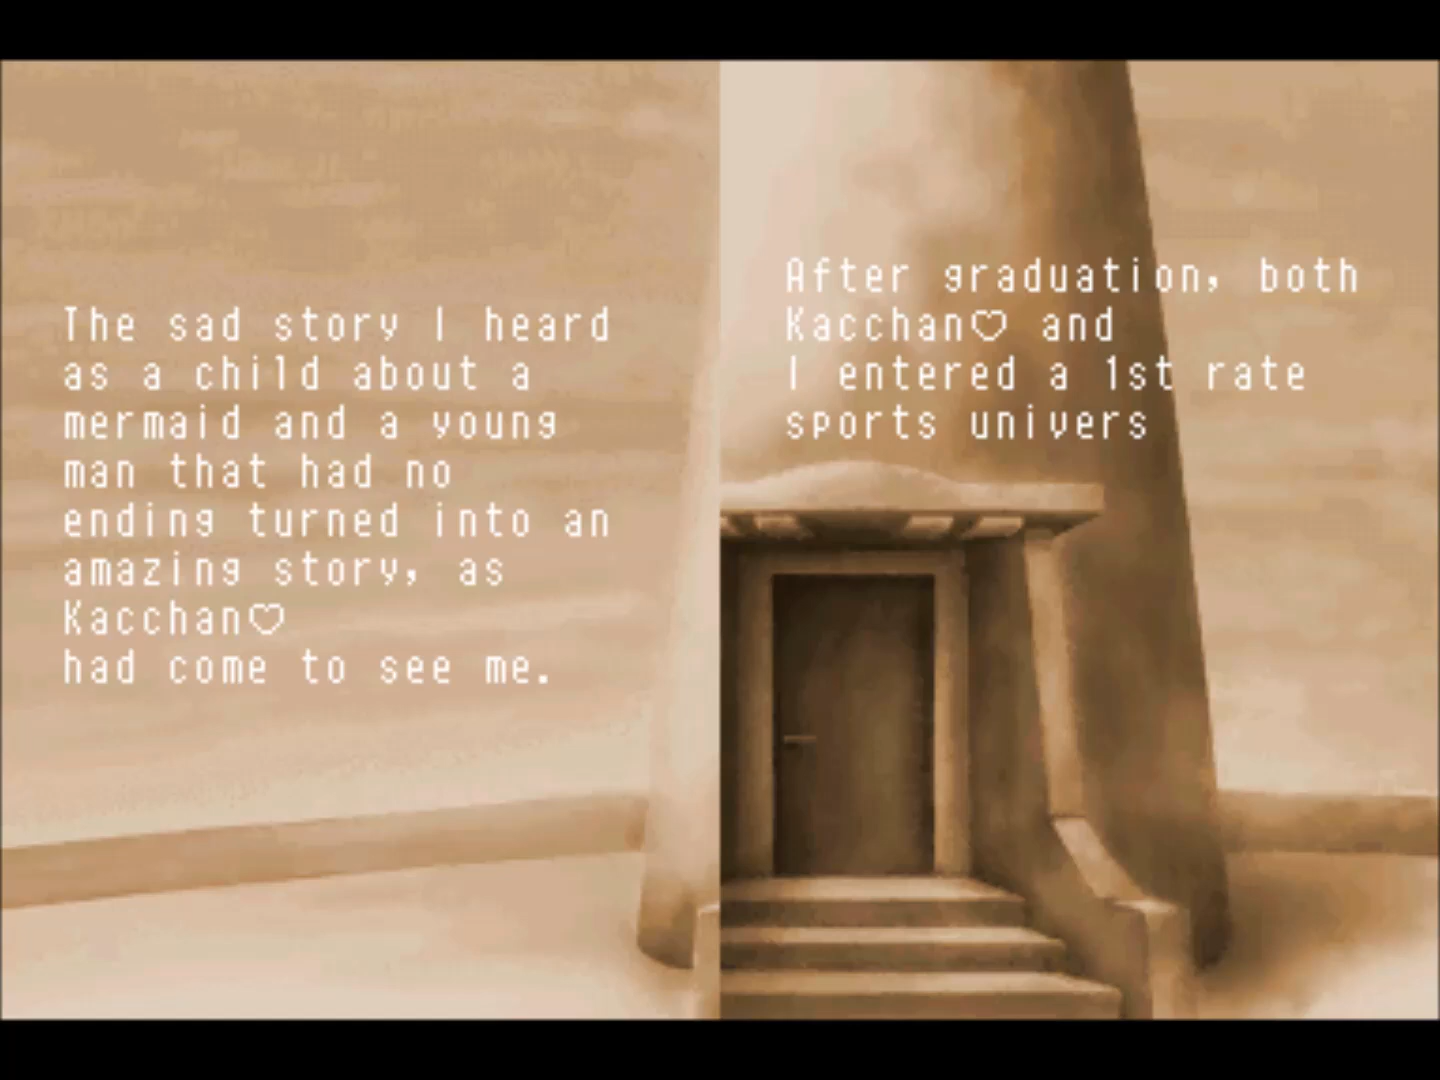 The sad story I heard
as a child about a
mermaid and a young
man that had no
ending turned into an
amazing story, as
Kacchan♡
had come to see me.
After graduation, both
Kacchan♡ and
I entered a 1st rate
sports univers